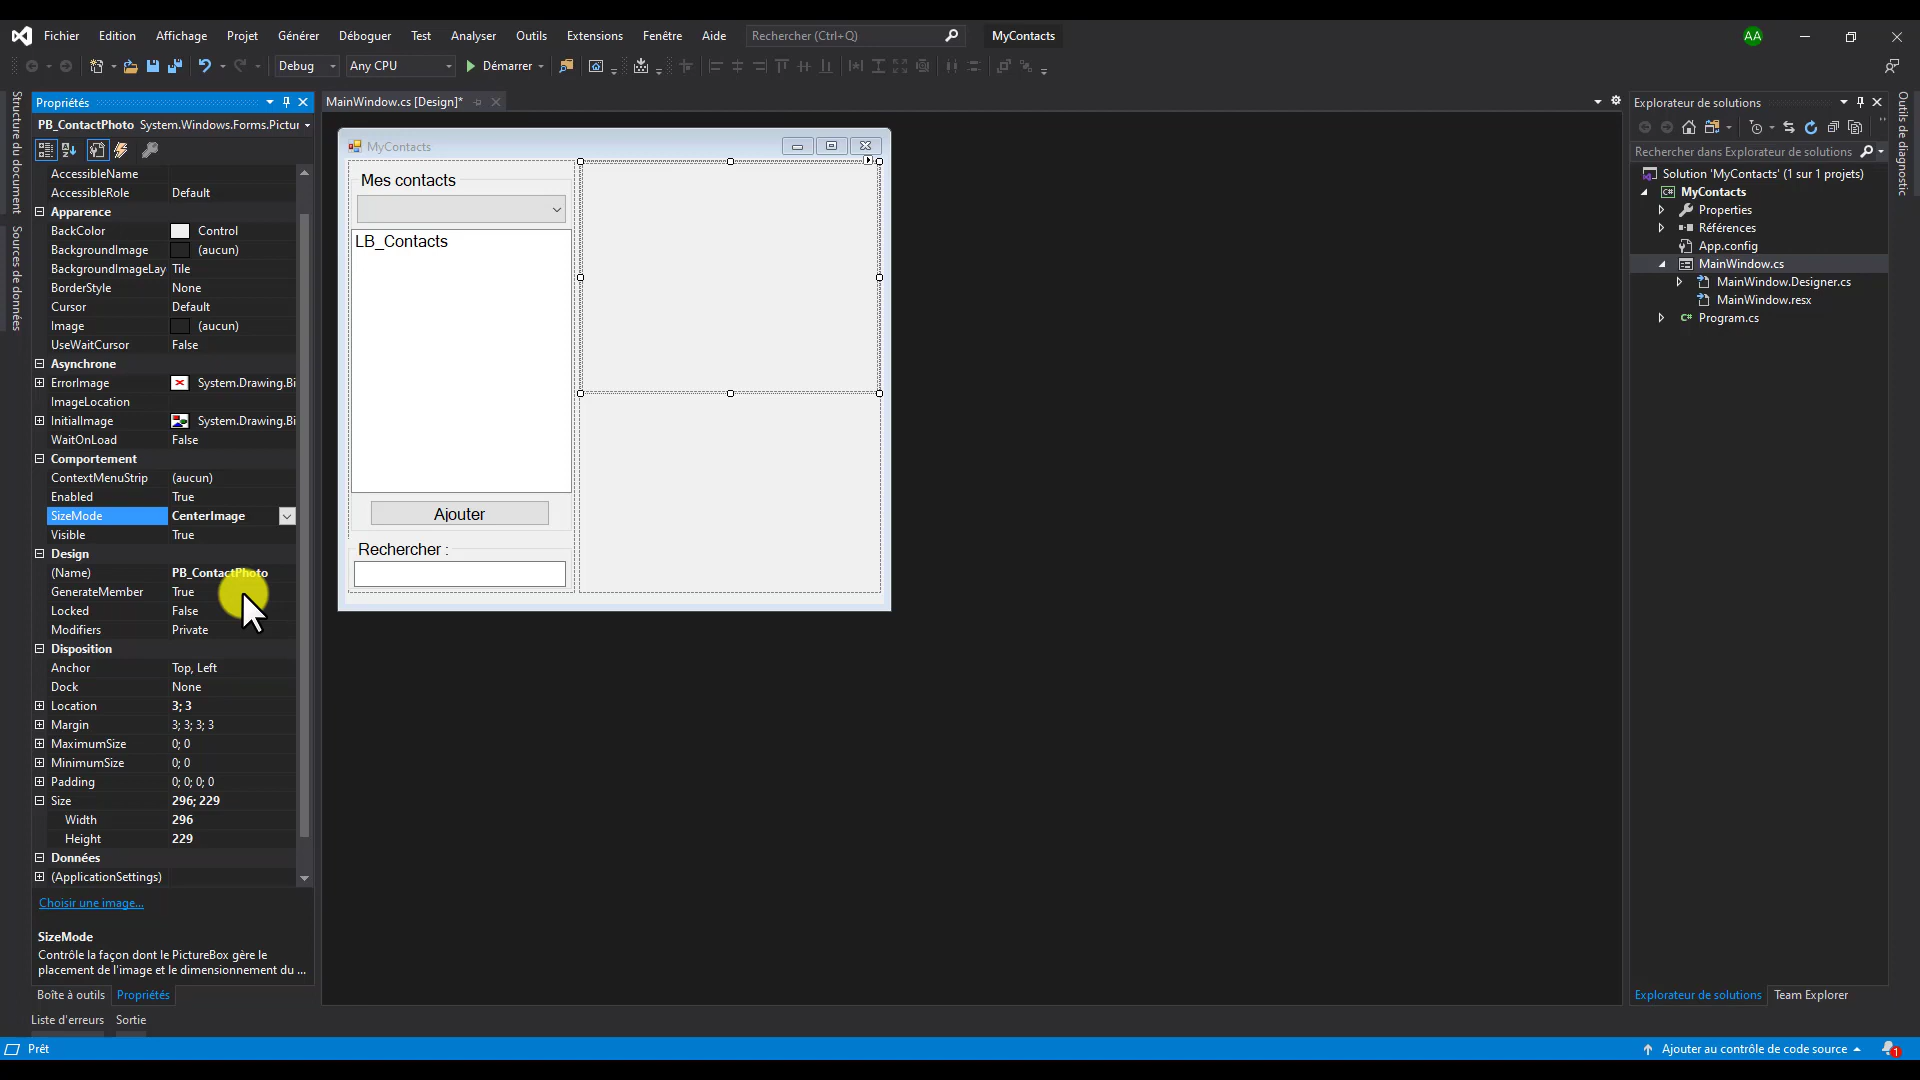 Fichier Edition Affichage Projet Générer Déboguer Test Analyser Outils Extensions Fenêtre Aide Rechercher (Ctrl+Q) MyContacts AA
Debug Any CPU Démarrer
Structure du document
Sources de données
Propriétés
PB_ContactPhoto System.Windows.Forms.Pictur
AccessibleName
AccessibleRole Default
Apparence
BackColor Control
BackgroundImage (aucun)
BackgroundImageLay Tile
BorderStyle None
Cursor Default
Image (aucun)
UseWaitCursor False
Asynchrone
ErrorImage System.Drawing.Bi
ImageLocation
InitialImage System.Drawing.Bi
WaitOnLoad False
Comportement
ContextMenuStrip (aucun)
Enabled True
SizeMode CenterImage
Visible True
Design
(Name) PB_ContactPhoto
GenerateMember True
Locked False
Modifiers Private
Disposition
Anchor Top, Left
Dock None
Location 3; 3
Margin 3; 3; 3; 3
MaximumSize 0; 0
MinimumSize 0; 0
Padding 0; 0; 0; 0
Size 296; 229
Width 296
Height 229
Données
(ApplicationSettings)
Choisir une image...
SizeMode
Contrôle la façon dont le PictureBox gère le
placement de l'image et le dimensionnement du ...
Boîte à outils Propriétés
Liste d'erreurs Sortie
Prêt
MainWindow.cs [Design]*
MyContacts
Mes contacts
LB_Contacts
Ajouter
Rechercher :
Explorateur de solutions
Rechercher dans Explorateur de solutions
Solution 'MyContacts' (1 sur 1 projets)
MyContacts
Properties
Références
App.config
MainWindow.cs
MainWindow.Designer.cs
MainWindow.resx
Program.cs
Explorateur de solutions Team Explorer
Outils de diagnostic
Ajouter au contrôle de code source 1